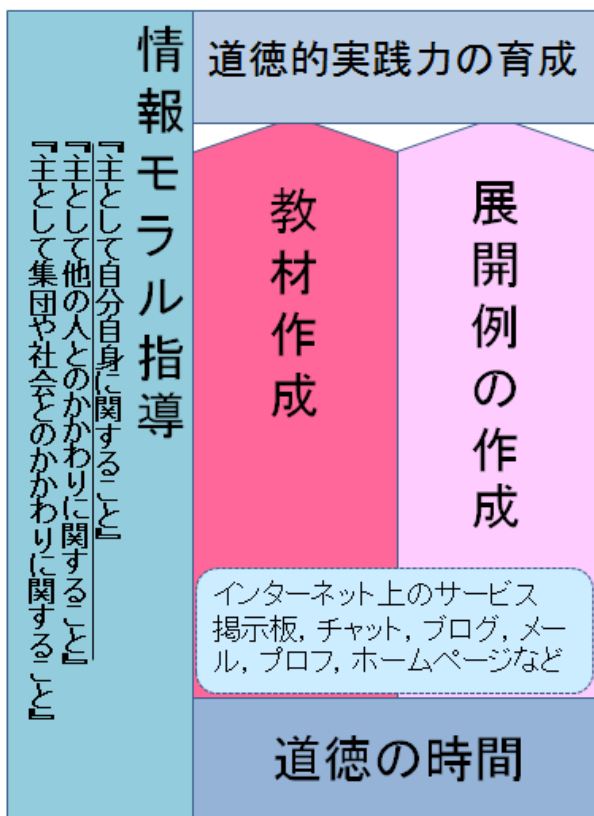 情報モラル指導
『主として自分自身に関すること』
『主として他の人とのかかわりに関すること』
『主として集団や社会とのかかわりに関すること』
道徳的実践力の育成
教材作成
展開例の作成
インターネット上のサービス
掲示板, チャット, ブログ, メー
ル, プロフ, ホームページなど
道徳の時間